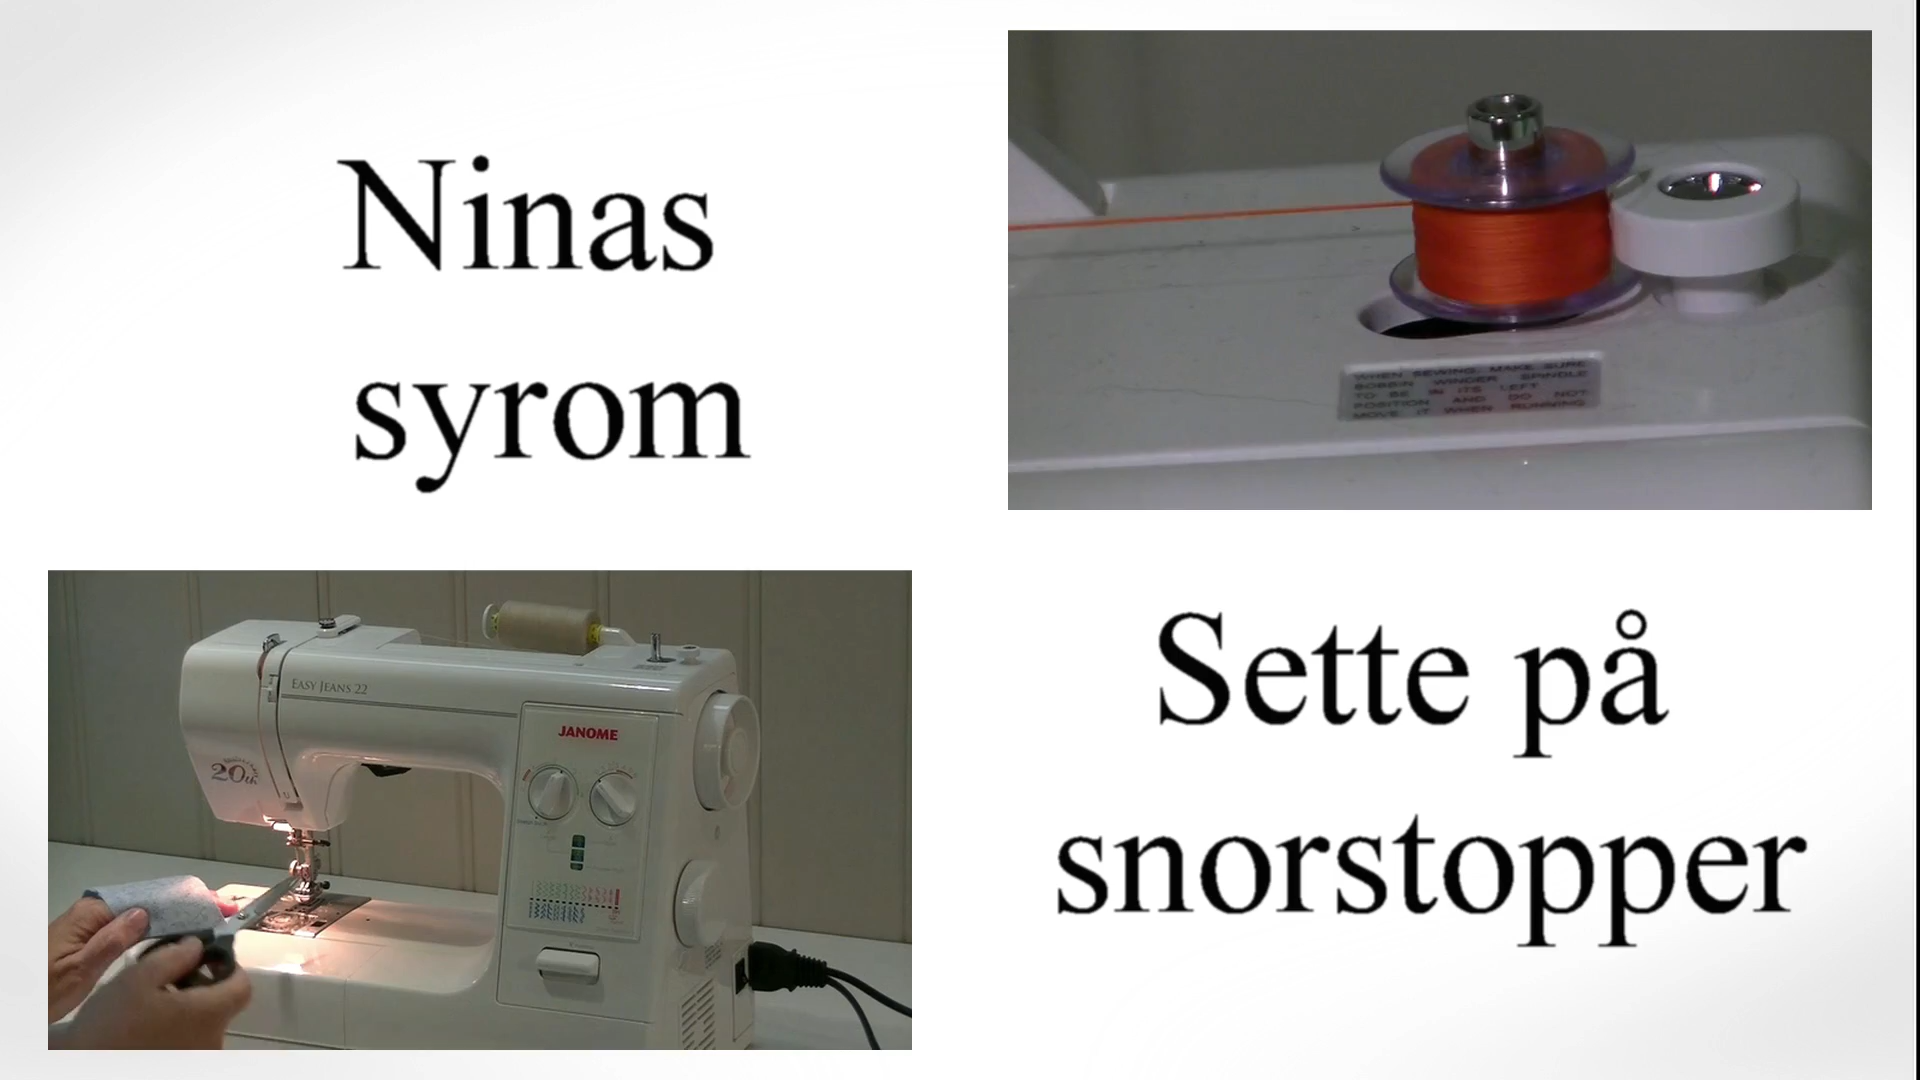 Ninas
syrom
WHEN SEWING, MAKE SURE
BOBBIN WINDER SPINDLE
TO BE IN ITS LEFT
POSITION AND DO NOT
MOVE IT WHEN RUNNING
EASY JEANS 22
JANOME
20th
Sette på
snorstopper